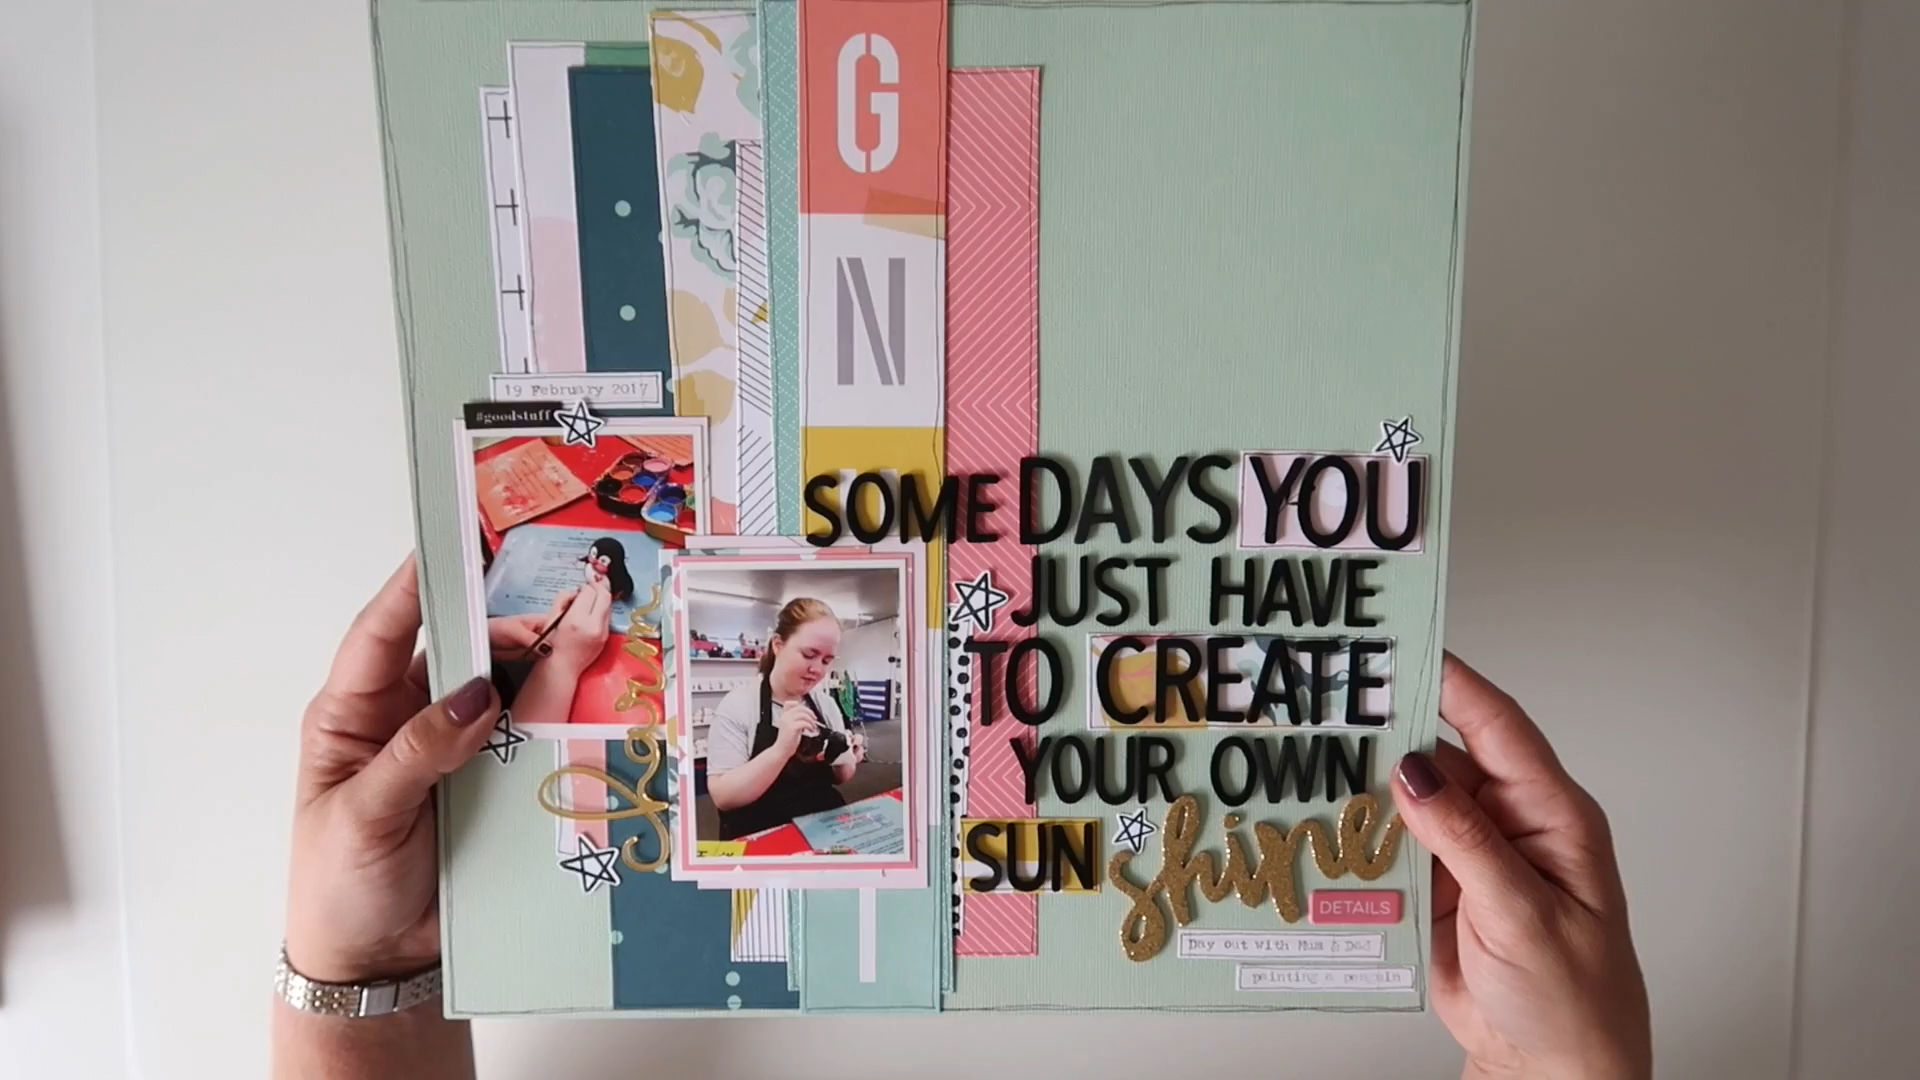 G
N
19 February 2017
#goodstuff
SOME DAYS YOU
JUST HAVE
TO CREATE
YOUR OWN
SUN shine
charm
DETAILS
Day out with Mum & Dad
painting a penguin
T